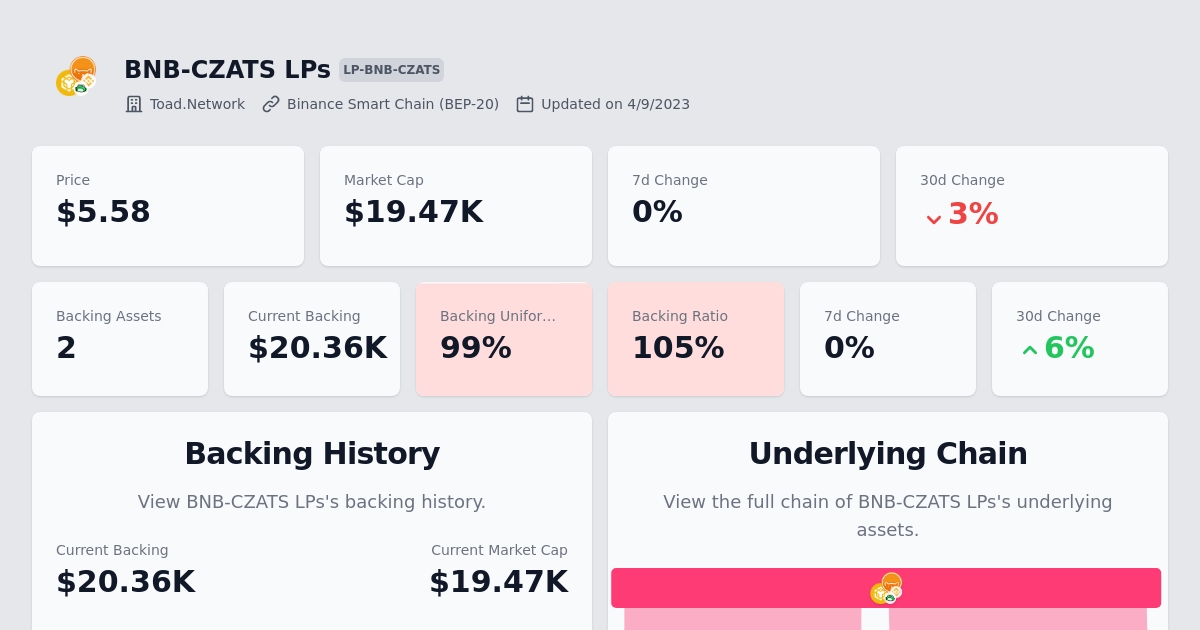 BNB-CZATS LPs LP-BNB-CZATS
Toad.Network Binance Smart Chain (BEP-20) Updated on 4/9/2023
Price Market Cap 7d Change 30d Change
$5.58 $19.47K 0% 3%
Backing Assets Current Backing Backing Unifor... Backing Ratio 7d Change 30d Change
2 $20.36K 99% 105% 0% 6%
Backing History
View BNB-CZATS LPs's backing history.
Current Backing Current Market Cap
$20.36K $19.47K
Underlying Chain
View the full chain of BNB-CZATS LPs's underlying
assets.